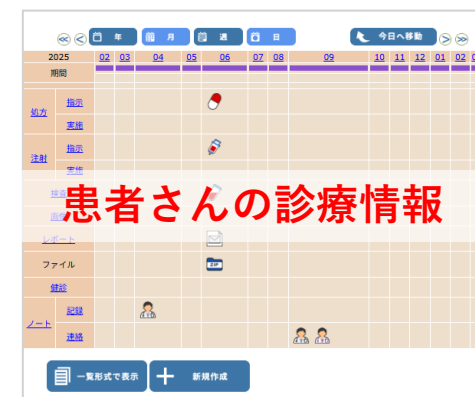 年 月 週 日 今日へ移動
2025 02 03 04 05 06 07 08 09 10 11 12 01 02
期間
処方 指示
実施
注射 指示
実施
患者さんの診療情報
レポート
ファイル
ZIP
健診
ノート 記録
連絡
一覧形式で表示 新規作成